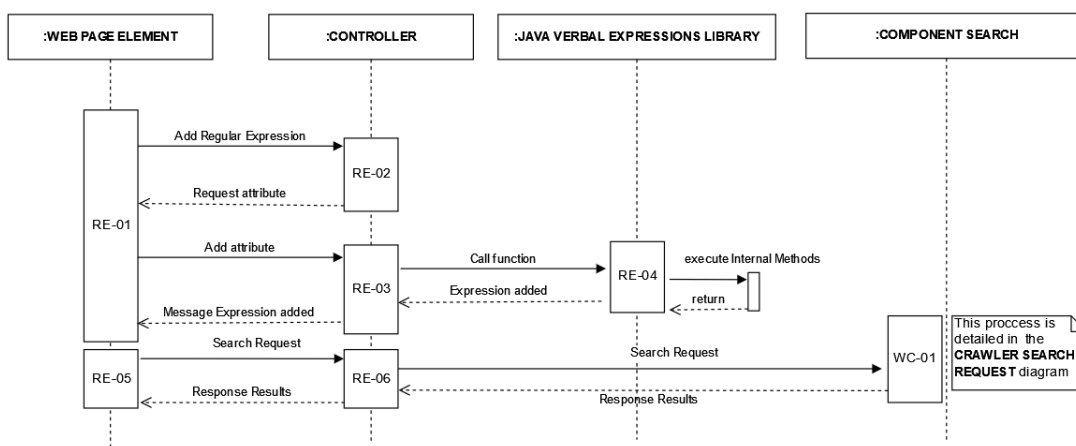 :WEB PAGE ELEMENT
:CONTROLLER
:JAVA VERBAL EXPRESSIONS LIBRARY
:COMPONENT SEARCH
Add Regular Expression
RE-02
Request attribute
RE-01
Add attribute
Call function
RE-04
execute Internal Methods
RE-03
Expression added
return
Message Expression added
Search Request
Search Request
RE-05
RE-06
WC-01
Response Results
Response Results
This proccess is
detailed in the
CRAWLER SEARCH
REQUEST diagram